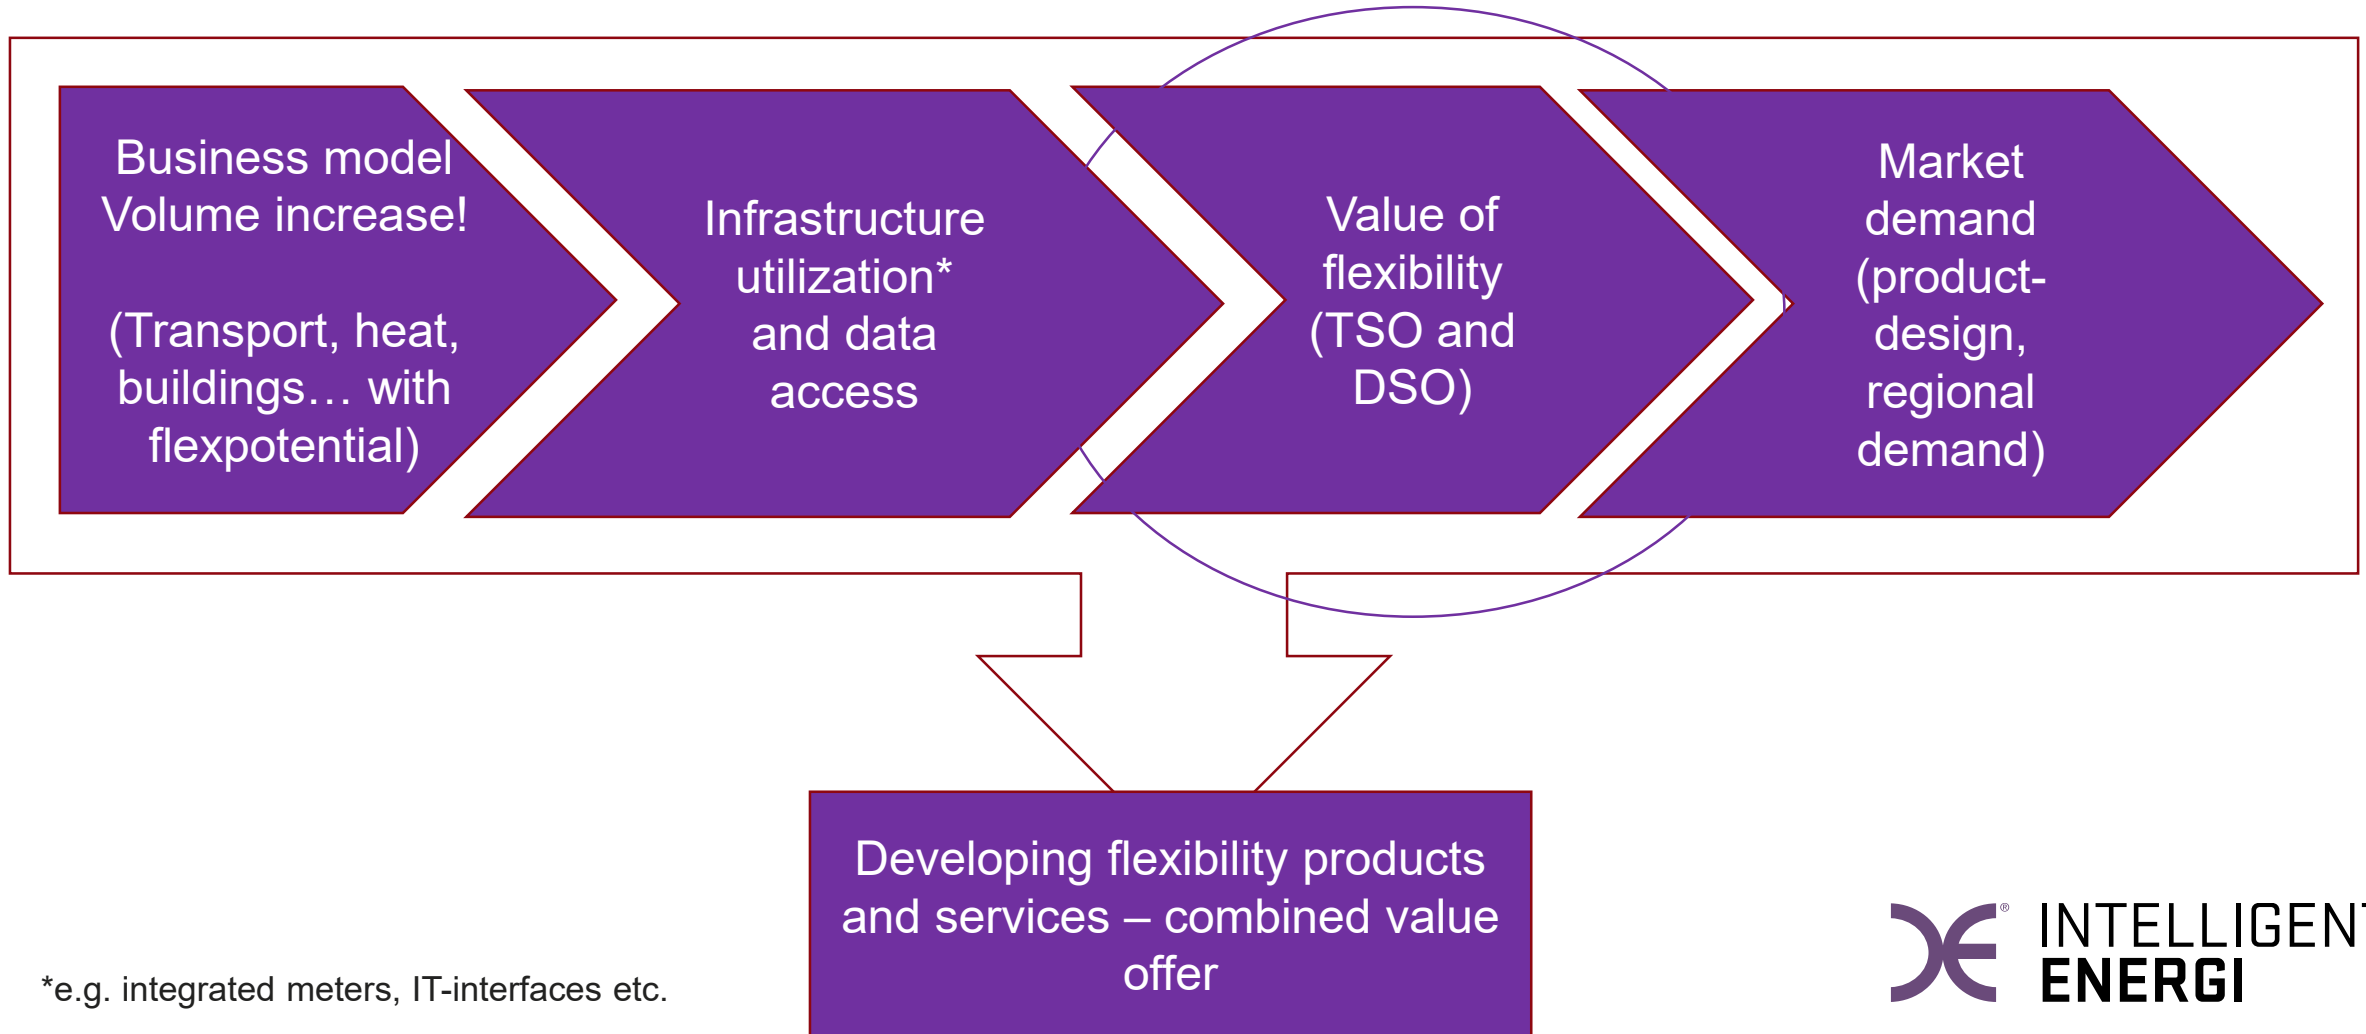 Business model
Volume increase!
(Transport, heat,
buildings… with
flexpotential)
Infrastructure
utilization*
and data
access
Value of
flexibility
(TSO and
DSO)
Market
demand
(product-
design,
regional
demand)
Developing flexibility products
and services – combined value
offer
*e.g. integrated meters, IT-interfaces etc.
® INTELLIGENT
ENERGI